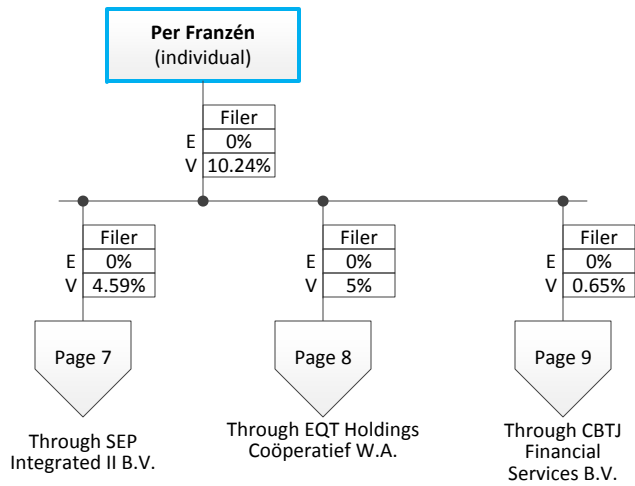 Per Franzén
(individual)
Filer
E 0%
V 10.24%
Filer
E 0%
V 4.59%
Filer
E 0%
V 5%
Filer
E 0%
V 0.65%
Page 7
Page 8
Page 9
Through SEP
Integrated II B.V.
Through EQT Holdings
Coöperatief W.A.
Through CBTJ
Financial
Services B.V.